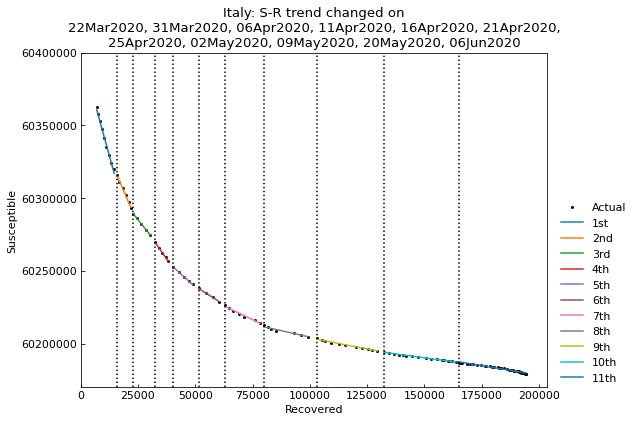 Italy: S-R trend changed on
22Mar2020, 31Mar2020, 06Apr2020, 11Apr2020, 16Apr2020, 21Apr2020,
25Apr2020, 02May2020, 09May2020, 20May2020, 06Jun2020
60400000
60350000
60300000
60250000
60200000
Susceptible
0
25000
50000
75000
100000
125000
150000
175000
200000
Recovered
Actual
1st
2nd
3rd
4th
5th
6th
7th
8th
9th
10th
11th